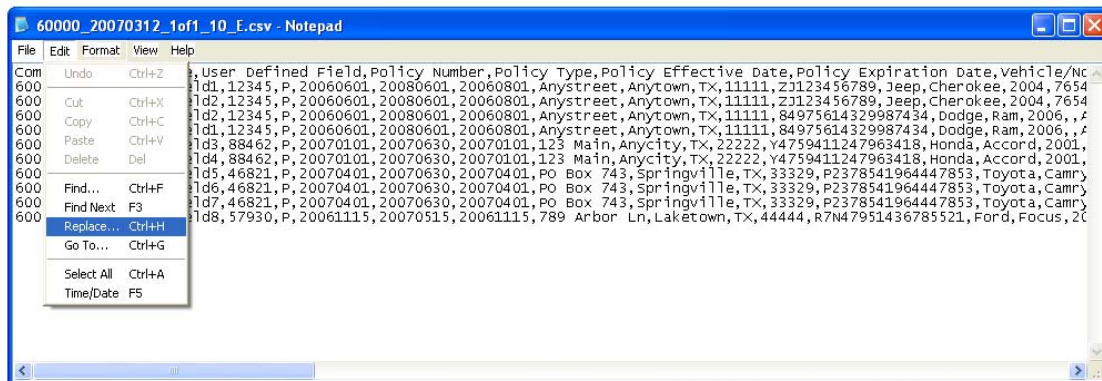 60000_20070312_1of1_10_E.csv - Notepad
File Edit Format View Help
Undo Ctrl+Z
Cut Ctrl+X
Copy Ctrl+C
Paste Ctrl+V
Delete Del
Find... Ctrl+F
Find Next F3
Replace... Ctrl+H
Go To... Ctrl+G
Select All Ctrl+A
Time/Date F5
Com e,User Defined Field,Policy Number,Policy Type,Policy Effective Date,Policy Expiration Date,Vehicle/No
600 ld1,12345,P,20060601,20080601,20060801,Anystreet,Anytown,TX,11111,ZJ123456789,Jeep,Cherokee,2004,7654
600 ld2,12345,P,20060601,20080601,20060801,Anystreet,Anytown,TX,11111,ZJ123456789,Jeep,Cherokee,2004,7654
600 ld2,12345,P,20060601,20080601,20060801,Anystreet,Anytown,TX,11111,84975614329987434,Dodge,Ram,2006,,A
600 ld1,12345,P,20060601,20080601,20060801,Anystreet,Anytown,TX,11111,84975614329987434,Dodge,Ram,2006,,A
600 ld3,88462,P,20070101,20070630,20070101,123 Main,Anycity,TX,22222,Y4759411247963418,Honda,Accord,2001,
600 ld4,88462,P,20070101,20070630,20070101,123 Main,Anycity,TX,22222,Y4759411247963418,Honda,Accord,2001,
600 ld5,46821,P,20070401,20070630,20070401,PO Box 743,Springville,TX,33329,P2378541964447853,Toyota,Camry
600 ld6,46821,P,20070401,20070630,20070401,PO Box 743,Springville,TX,33329,P2378541964447853,Toyota,Camry
600 ld7,46821,P,20070401,20070630,20070401,PO Box 743,Springville,TX,33329,P2378541964447853,Toyota,Camry
600 ld8,57930,P,20061115,20070515,20061115,789 Arbor Ln,Laketown,TX,44444,R7N47951436785521,Ford,Focus,20